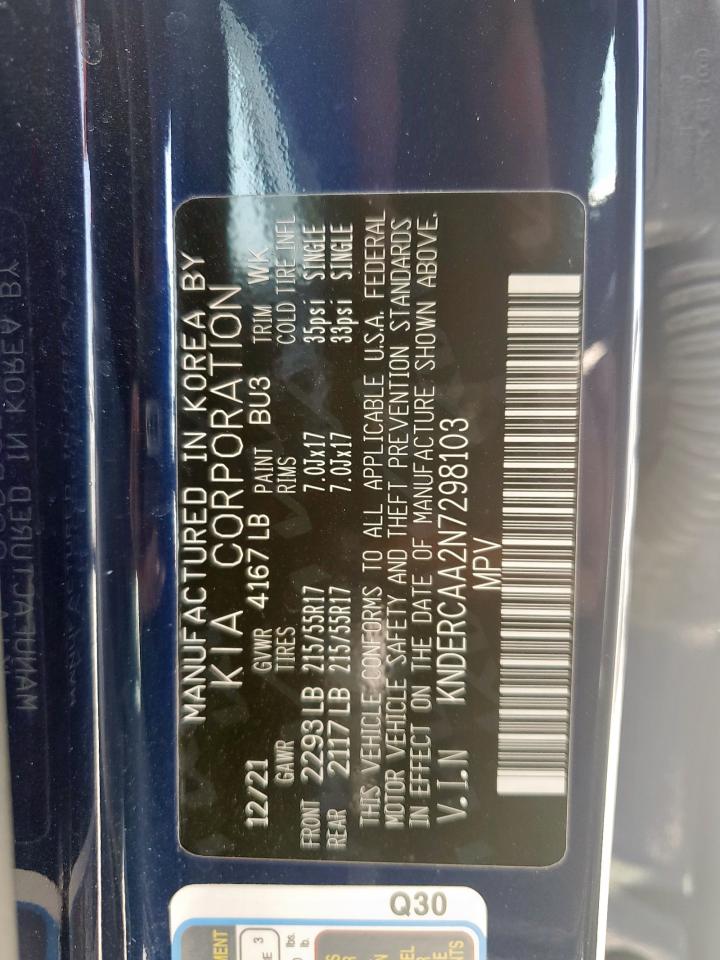 MANUFACTURED IN KOREA BY
KIA CORPORATION
12/21 GVWR 4167 LB PAINT BU3 TRIM WK
GAWR TIRES RIMS COLD TIRE INFL
FRONT 2293 LB 215/55R17 7.0Jx17 35psi SINGLE
REAR 2117 LB 215/55R17 7.0Jx17 33psi SINGLE
THIS VEHICLE CONFORMS TO ALL APPLICABLE U.S.A. FEDERAL
MOTOR VEHICLE SAFETY AND THEFT PREVENTION STANDARDS
IN EFFECT ON THE DATE OF MANUFACTURE SHOWN ABOVE.
V.I.N KNDERCAA2N7298103
MPV
Q30